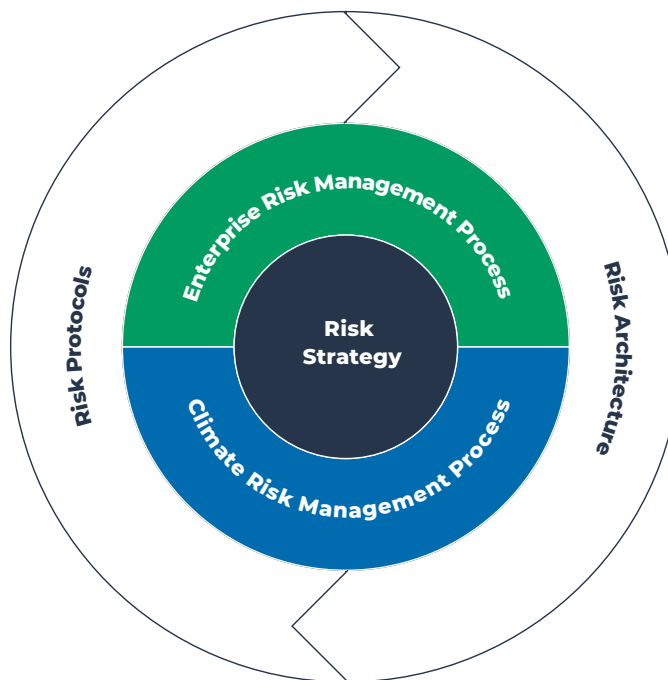 Enterprise Risk Management Process
Risk Protocols
Risk
Strategy
Risk Architecture
Climate Risk Management Process